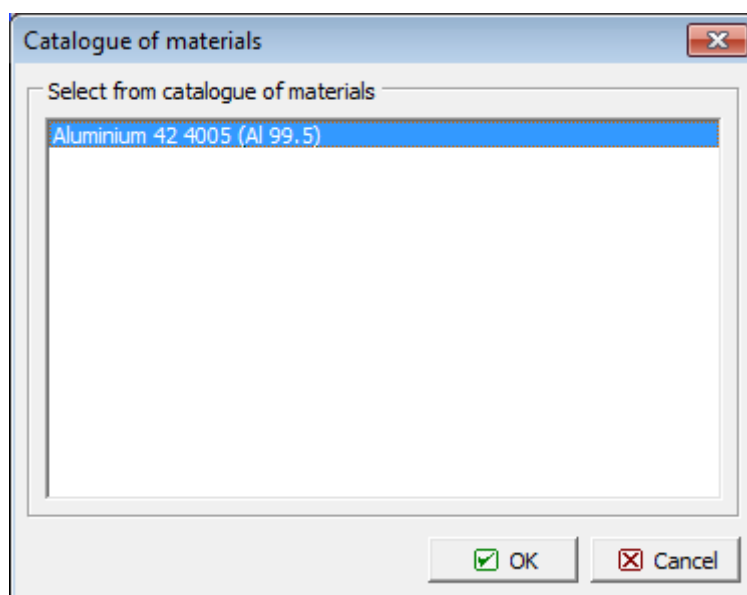 Catalogue of materials
Select from catalogue of materials
Aluminium 42 4005 (Al 99.5)
OK
Cancel